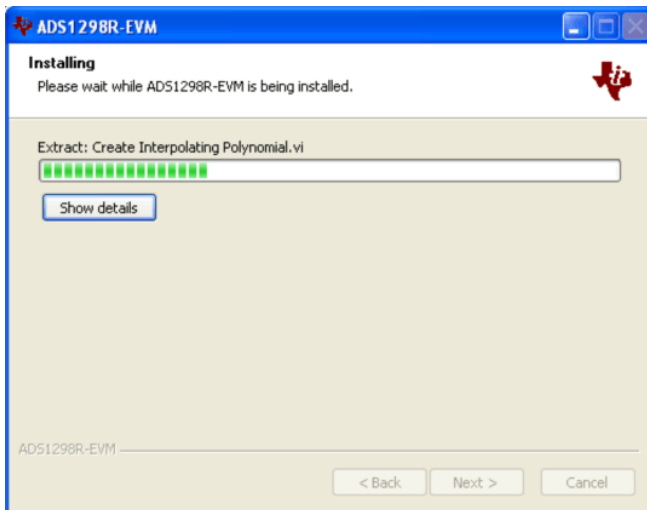 ADS1298R-EVM
Installing
Please wait while ADS1298R-EVM is being installed.
Extract: Create Interpolating Polynomial.vi
Show details
ADS1298R-EVM
< Back Next > Cancel